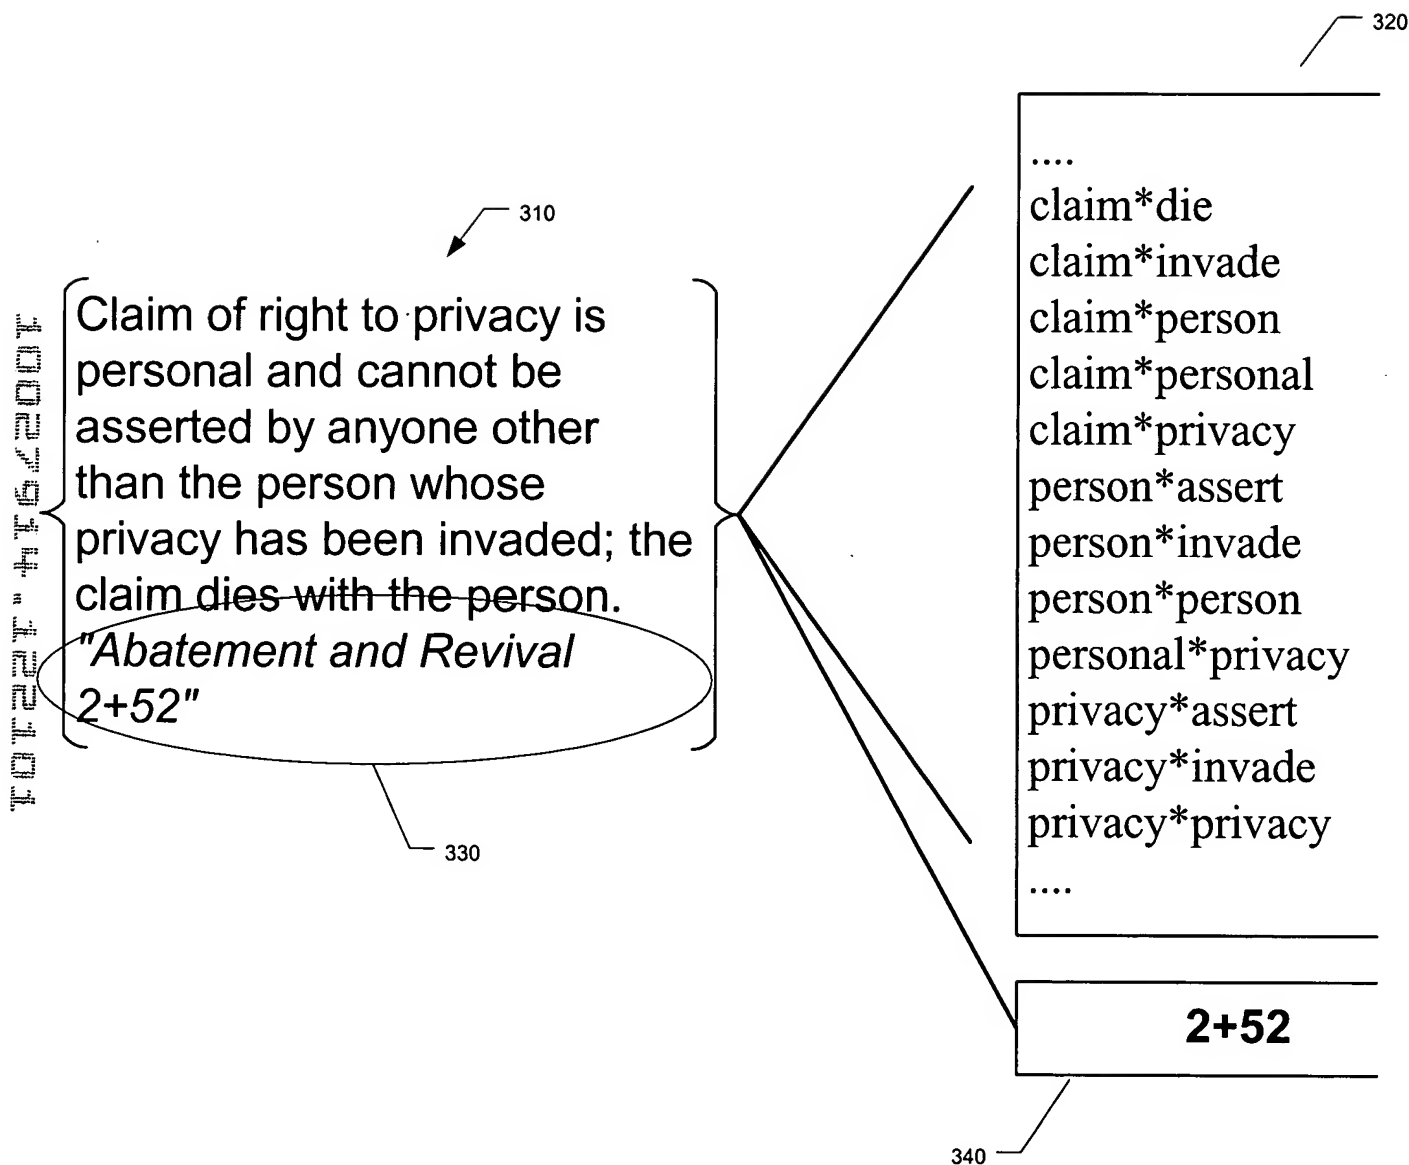 320
....
claim*die
claim*invade
claim*person
claim*personal
claim*privacy
person*assert
person*invade
person*person
personal*privacy
privacy*assert
privacy*invade
privacy*privacy
....
310
Claim of right to privacy is
personal and cannot be
asserted by anyone other
than the person whose
privacy has been invaded; the
claim dies with the person.
"Abatement and Revival
2+52"
330
2+52
340
10027914.122101